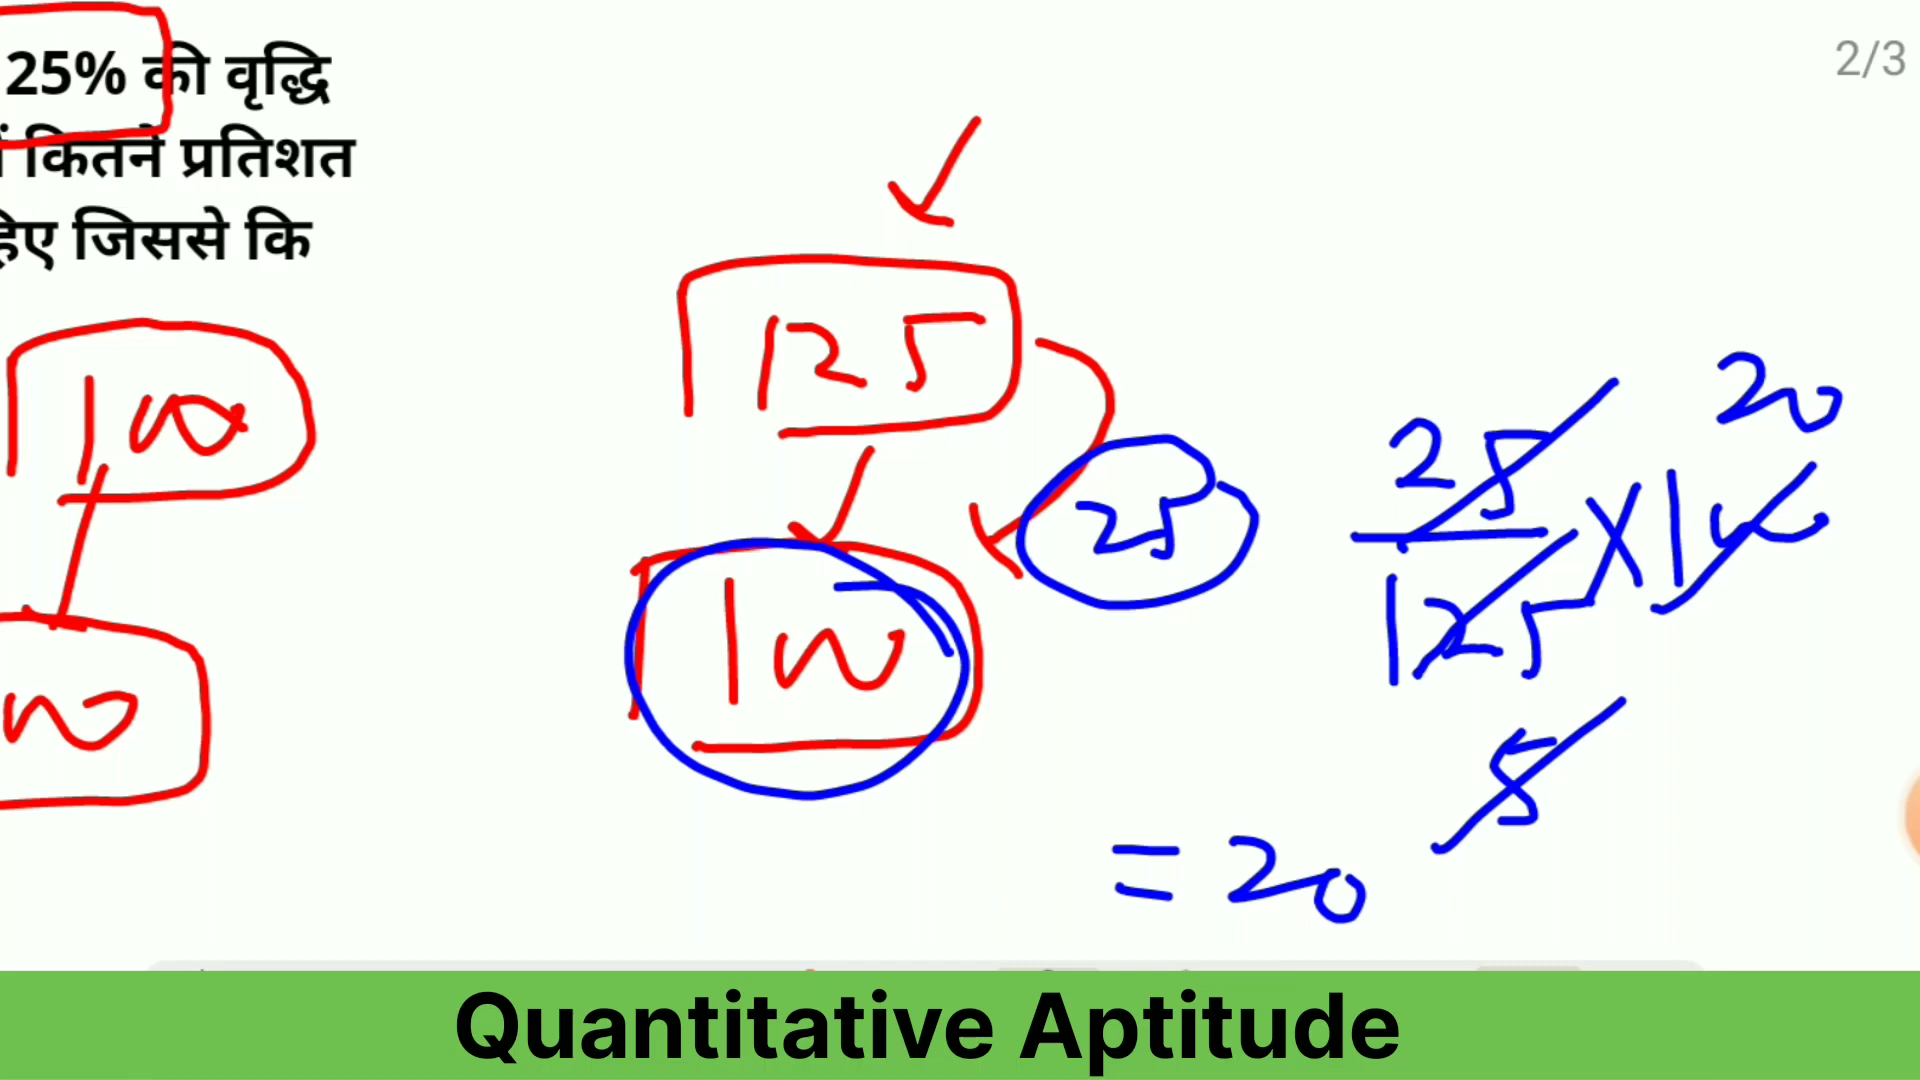 25% की वृद्धि
2/3
कितने प्रतिशत
जिससे कि
100
125
25
100
20
25
125 × 100
5
= 20
Quantitative Aptitude